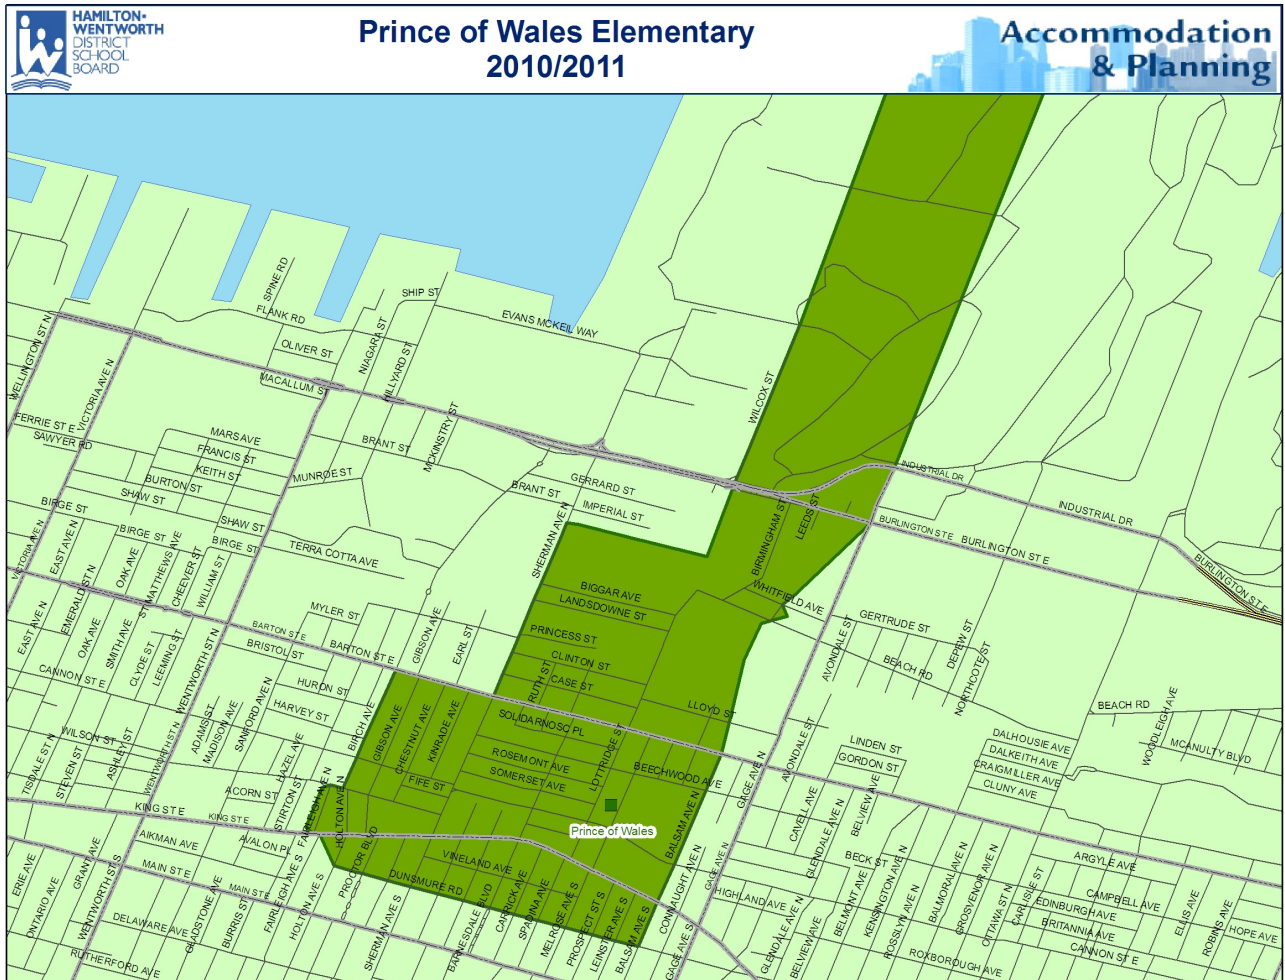 HAMILTON-
WENTWORTH
DISTRICT
SCHOOL
BOARD
Prince of Wales Elementary
2010/2011
Accommodation
& Planning
SPINE RD
SHIP ST
FLANK RD
EVANS MCKEIL WAY
NIAGARA ST
OLIVER ST
HILLYARD ST
WELLINGTON ST N
VICTORIA AVE N
MACALLUM ST
WILCOX ST
FERRIE ST E
SAWYER RD
MARS AVE
FRANCIS ST
KEITH ST
BRANT ST
MCKINSTRY ST
MUNROE ST
BURTON ST
SHAW ST
GERRARD ST
BRANT ST
IMPERIAL ST
INDUSTRIAL DR
INDUSTRIAL DR
BIRGE ST
SHAW ST
BIRGE ST
BIRGE ST
TERRA COTTA AVE
SHERMAN AVE N
BIRMINGHAM ST
LEEDS ST
BURLINGTON ST E
BURLINGTON ST E
BURLINGTON ST E
VICTORIA AVE N
EAST AVE N
OAK AVE
ST MATTHEWS AVE
CHEEVER ST
WILLIAM ST
EMERALD ST N
BIGGAR AVE
LANDSDOWNE ST
WHITFIELD AVE
EAST AVE N
OAK AVE
SMITH AVE
CLYDE ST
LEEMING ST
MYLER ST
BARTON ST E
BARTON ST E
BRISTOL ST
GIBSON AVE
EARL ST
PRINCESS ST
CLINTON ST
CASE ST
RUTH ST
GERTRUDE ST
AVONDALE ST
BEACH RD
DEPEW ST
NORTHCOTE ST
CANNON ST E
WENTWORTH ST N
HURON ST
HARVEY ST
SANFORD AVE N
ADAMS ST
MADISON AVE
BIRCH AVE
GIBSON AVE
CHESTNUT AVE
KINRADE AVE
SOLIDARNOSC PL
LLOYD ST
BEACH RD
WOODLEIGH AVE
WILSON ST
TISDALE ST N
STEVEN ST
ASHLEY ST
WENTWORTH ST N
HAZEL AVE
ROSEMONT AVE
SOMERSET AVE
LOTTRIDGE ST
BEECHWOOD AVE
GAGE AVE N
AVONDALE ST
LINDEN ST
GORDON ST
DALHOUSIE AVE
DALKEITH AVE
CRAIGMILLER AVE
CLUNY AVE
MCANULTY BLVD
ACORN ST
STIRTON ST
FAIRLEIGH AVE N
HOLTON AVE N
FIFE ST
KING ST E
KING ST E
Prince of Wales
BALSAM AVE N
CAVELL AVE
GLENDALE AVE N
BELVIEW AVE
AIKMAN AVE
AVALON PL
PROCTOR BLVD
VINELAND AVE
DUNSMURE RD
CONNAUGHT AVE N
GAGE AVE N
BECK ST
ARGYLE AVE
ERIE AVE
GRANT AVE
MAIN ST E
MAIN ST E
ONTARIO AVE
WENTWORTH ST S
DELAWARE AVE
GLADSTONE AVE
BURRIS ST
FAIRLEIGH AVE S
HOLTON AVE S
SHERMAN AVE S
BARNESDALE BLVD
CARRICK AVE
SPADINA AVE
MELROSE AVE S
PROSPECT ST S
LEINSTER AVE S
BALSAM AVE S
GAGE AVE S
HIGHLAND AVE
GLENDALE AVE N
BELVIEW AVE
BELMONT AVE
KENSINGTON AVE N
ROSSLYN AVE N
BALMORAL AVE N
GROSVENOR AVE N
OTTAWA ST N
CARLISLE ST
CAMPBELL AVE
EDINBURGH AVE
BRITANNIA AVE
CANNON ST E
ELLIS AVE
ROBINS AVE
HOPE AVE
ROXBOROUGH AVE
RUTHERFORD AVE